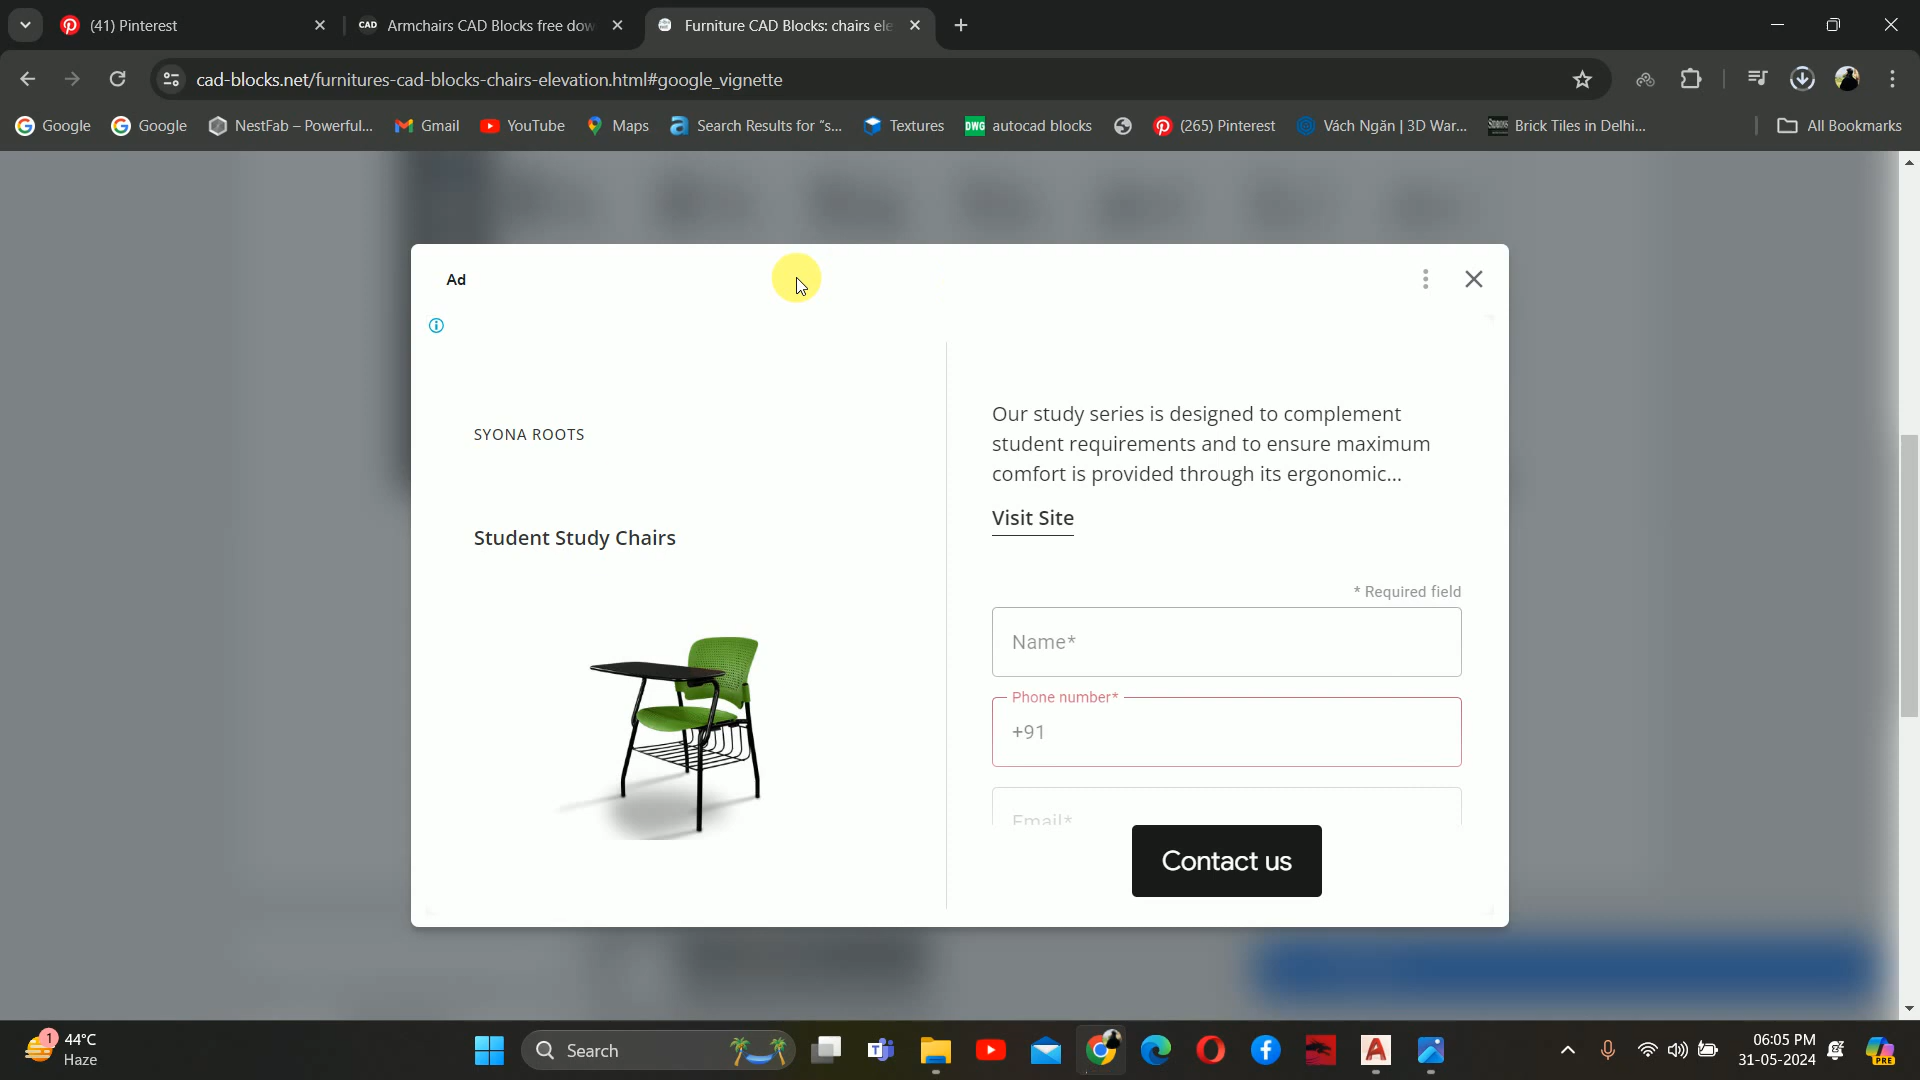 (41) Pinterest
Armchairs CAD Blocks free dow
Furniture CAD Blocks: chairs ele
cad-blocks.net/furnitures-cad-blocks-chairs-elevation.html#google_vignette
Google
Google
NestFab – Powerful...
Gmail
YouTube
Maps
Search Results for "s...
Textures
DWG autocad blocks
(265) Pinterest
Vách Ngăn | 3D War...
Brick Tiles in Delhi...
All Bookmarks
Ad
SYONA ROOTS
Student Study Chairs
Our study series is designed to complement
student requirements and to ensure maximum
comfort is provided through its ergonomic...
Visit Site
* Required field
Name*
Phone number*
+91
Email*
Contact us
1
44°C
Haze
Search
06:05 PM
31-05-2024
PRE